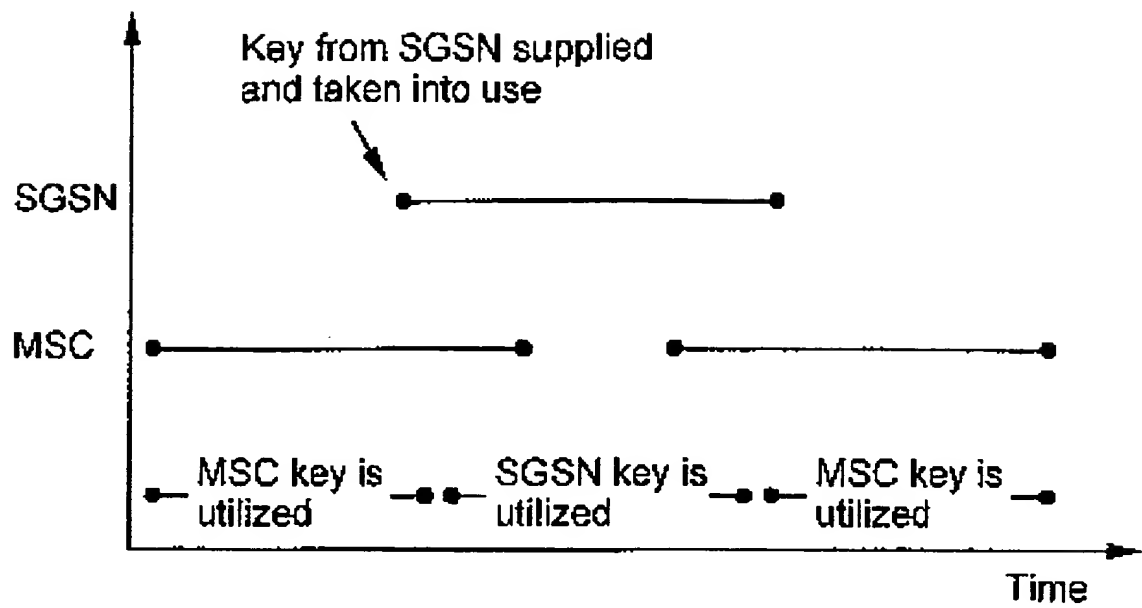 Key from SGSN supplied
and taken into use
SGSN
MSC
MSC key is
utilized
SGSN key is
utilized
MSC key is
utilized
Time